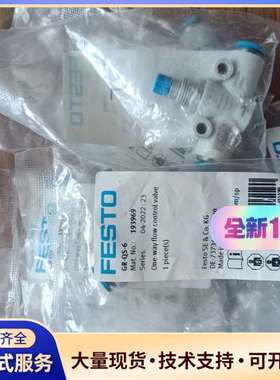 FESTO
FESTO
GR-QS-6
Mat. No.: 193969
Series: 04-2022: 23
One-way flow control valve
1 piece(s)
Festo SE & Co. KG
全新1
齐全
式服务
大量现货·技术支持·可开